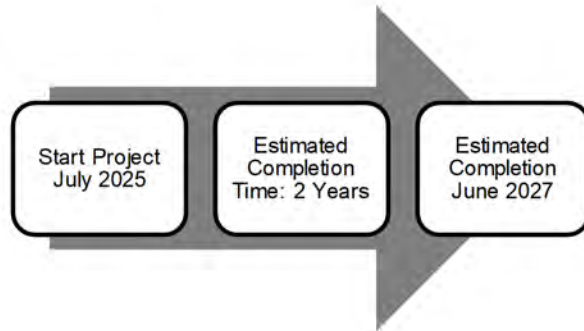 Start Project
July 2025
Estimated
Completion
Time: 2 Years
Estimated
Completion
June 2027